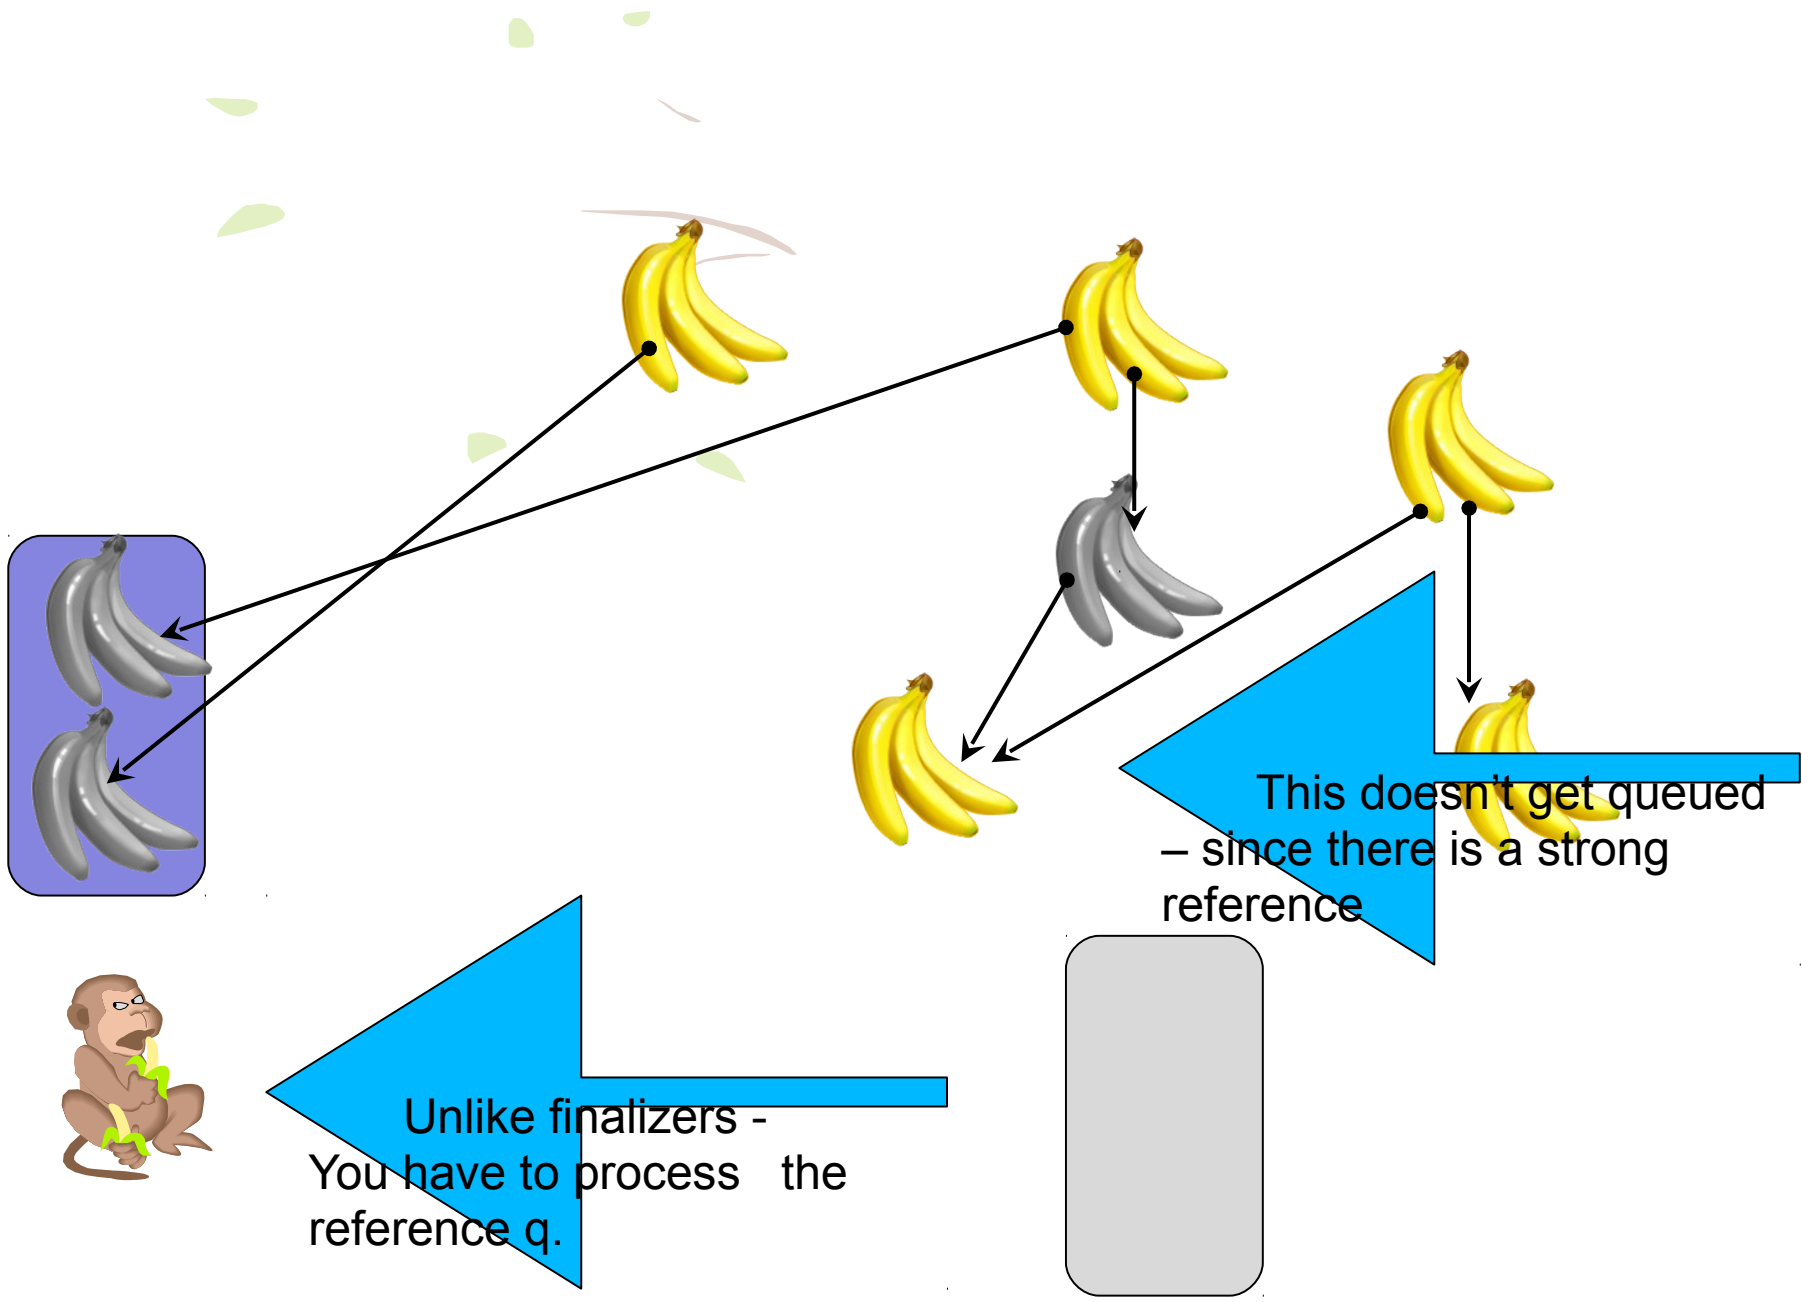 This doesn’t get queued
– since there is a strong
reference
Unlike finalizers -
You have to process the
reference q.